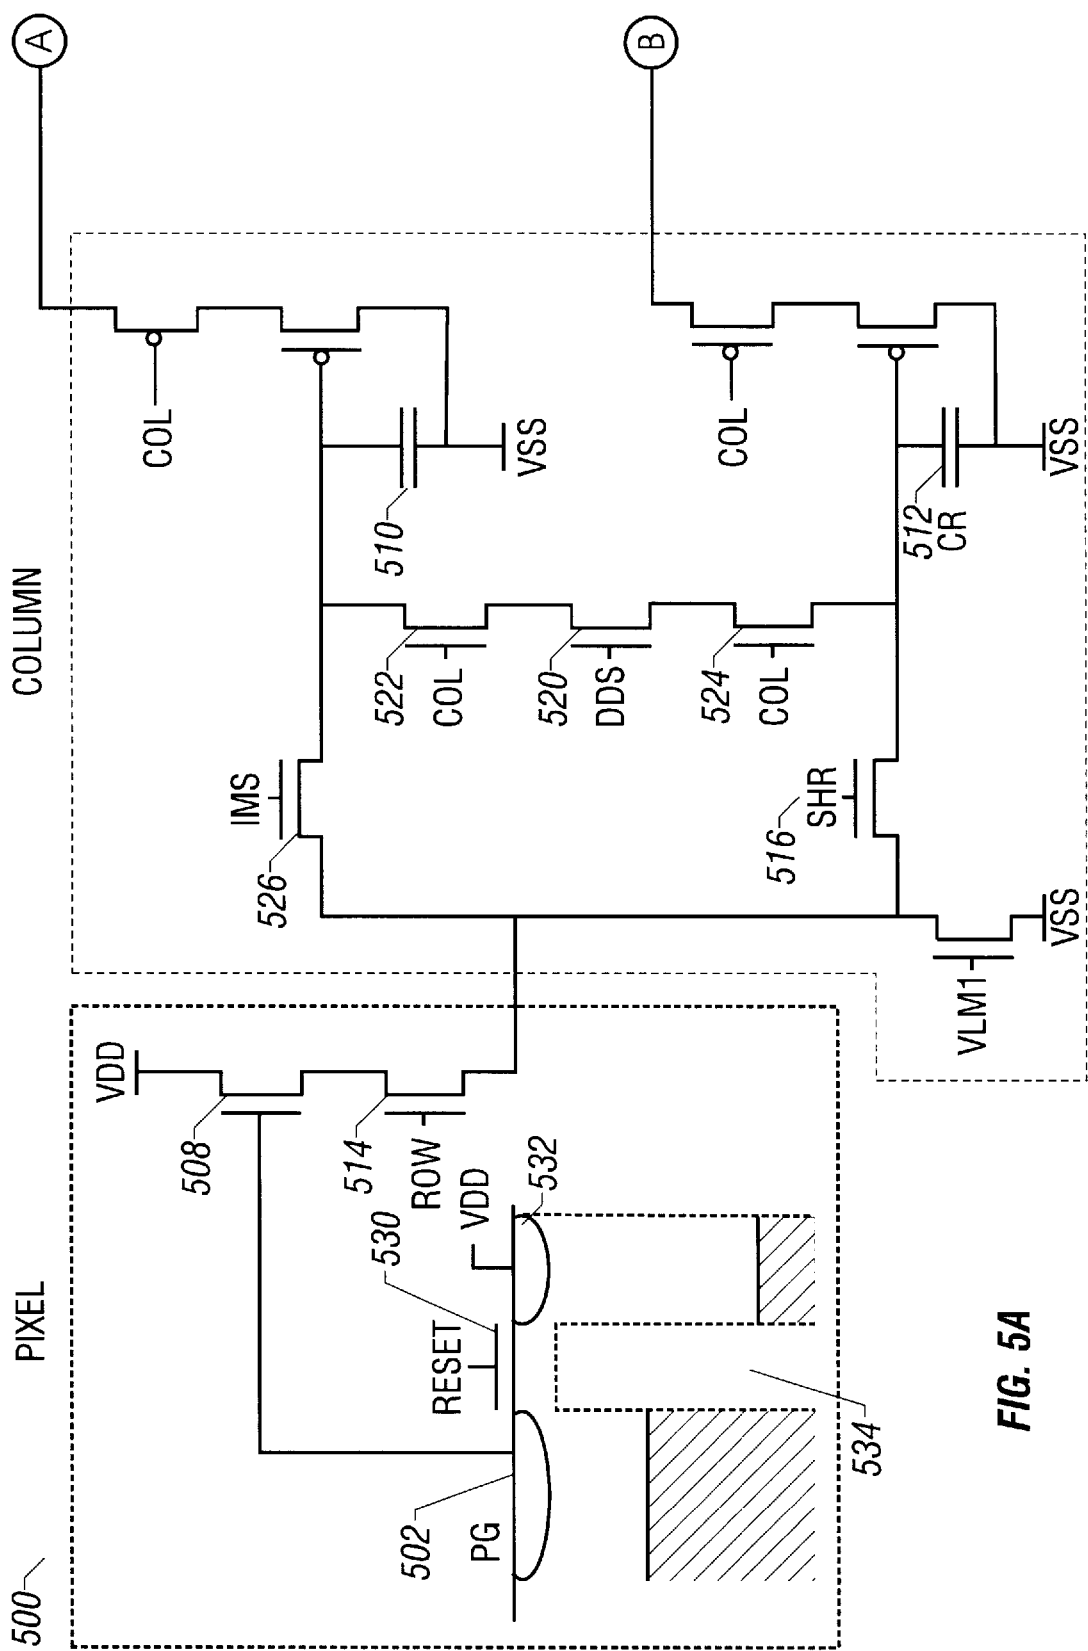 500
PIXEL
COLUMN
A
B
VDD
508
514
ROW
VDD
530
532
RESET
502
PG
534
526
IMS
522
COL
520
DDS
524
COL
516
SHR
VLM1
VSS
COL
510
VSS
COL
512
CR
VSS
FIG. 5A